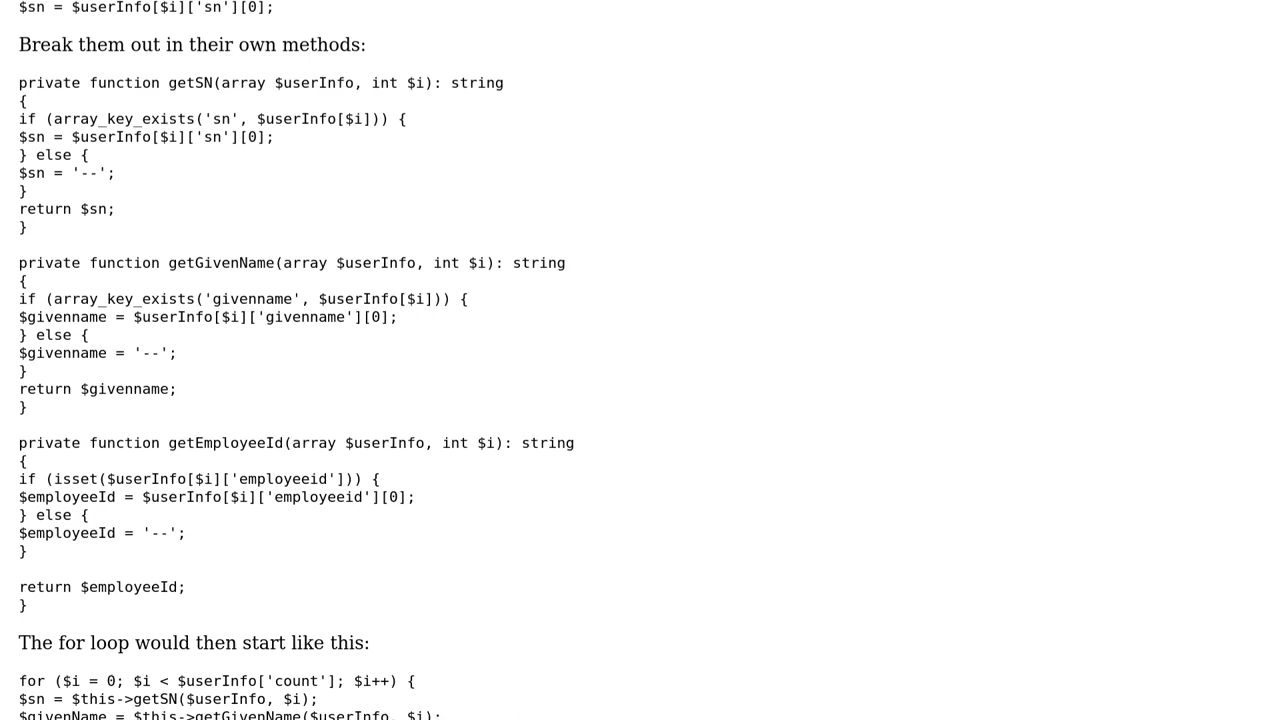 $sn = $userInfo[$i]['sn'][0];
Break them out in their own methods:
private function getSN(array $userInfo, int $i): string
{
if (array_key_exists('sn', $userInfo[$i])) {
$sn = $userInfo[$i]['sn'][0];
} else {
$sn = '--';
}
return $sn;
}
private function getGivenName(array $userInfo, int $i): string
{
if (array_key_exists('givenname', $userInfo[$i])) {
$givenname = $userInfo[$i]['givenname'][0];
} else {
$givenname = '--';
}
return $givenname;
}
private function getEmployeeId(array $userInfo, int $i): string
{
if (isset($userInfo[$i]['employeeid'])) {
$employeeId = $userInfo[$i]['employeeid'][0];
} else {
$employeeId = '--';
}
return $employeeId;
}
The for loop would then start like this:
for ($i = 0; $i < $userInfo['count']; $i++) {
$sn = $this->getSN($userInfo, $i);
$givenName = $this->getGivenName($userInfo, $i);